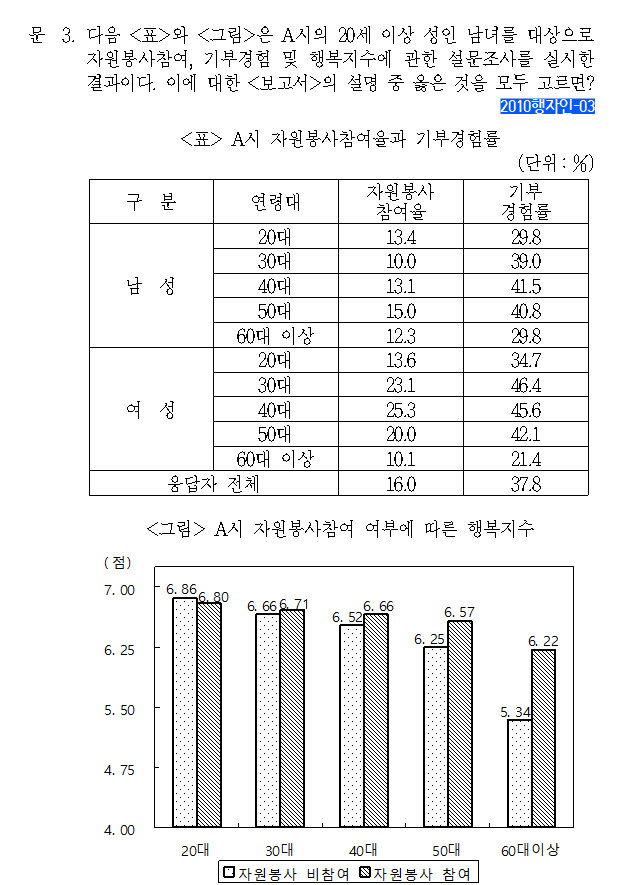 문 3. 다음 <표>와 <그림>은 A시의 20세 이상 성인 남녀를 대상으로
자원봉사참여, 기부경험 및 행복지수에 관한 설문조사를 실시한
결과이다. 이에 대한 <보고서>의 설명 중 옳은 것을 모두 고르면?
2010행자인-03
<표> A시 자원봉사참여율과 기부경험률
(단위 : %)
구 분 연령대 자원봉사 참여율 기부 경험률
남 성 20대 13.4 29.8
30대 10.0 39.0
40대 13.1 41.5
50대 15.0 40.8
60대 이상 12.3 29.8
여 성 20대 13.6 34.7
30대 23.1 46.4
40대 25.3 45.6
50대 20.0 42.1
60대 이상 10.1 21.4
응답자 전체 16.0 37.8
<그림> A시 자원봉사참여 여부에 따른 행복지수
(점)
7.00
6.25
5.50
4.75
4.00
6.86 6.80 6.66 6.71 6.52 6.66 6.25 6.57 5.34 6.22
20대 30대 40대 50대 60대이상
자원봉사 비참여 자원봉사 참여